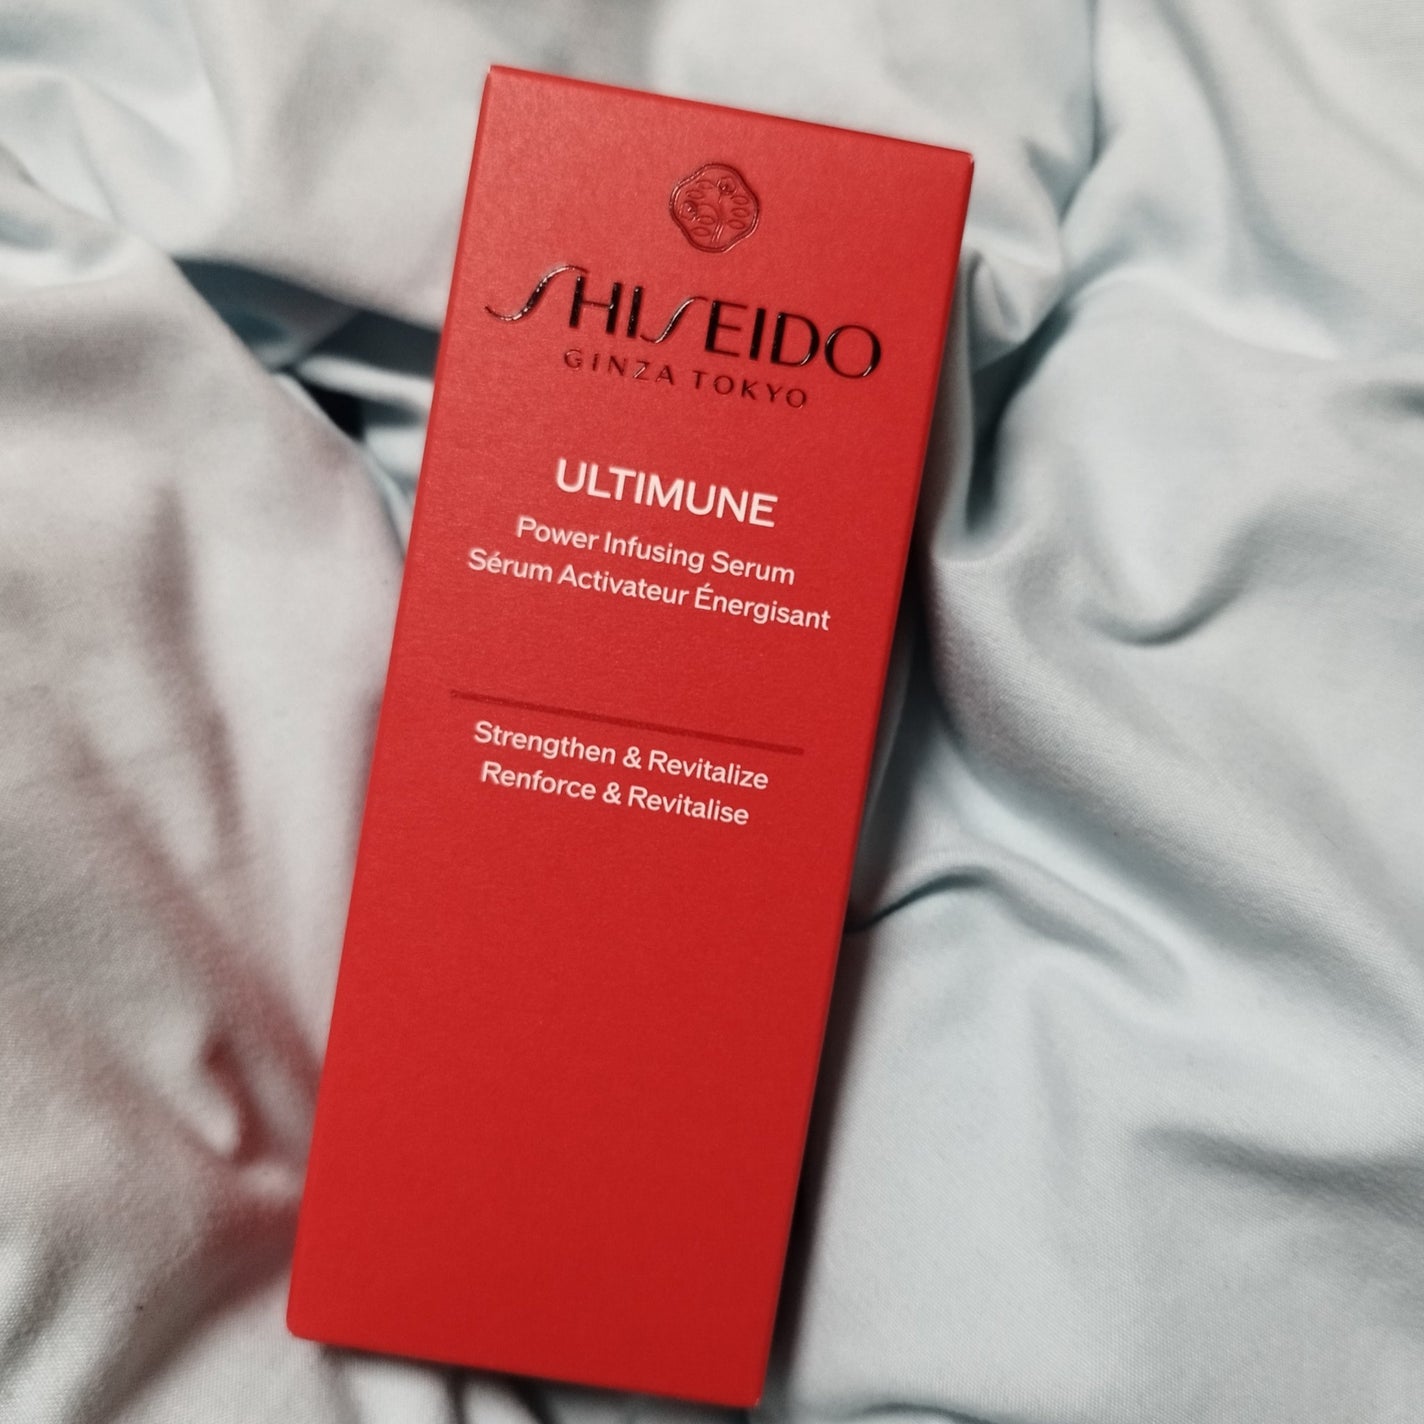 SHISEIDO
GINZA TOKYO
ULTIMUNE
Power Infusing Serum
Sérum Activateur Énergisant
Strengthen & Revitalize
Renforce & Revitalise